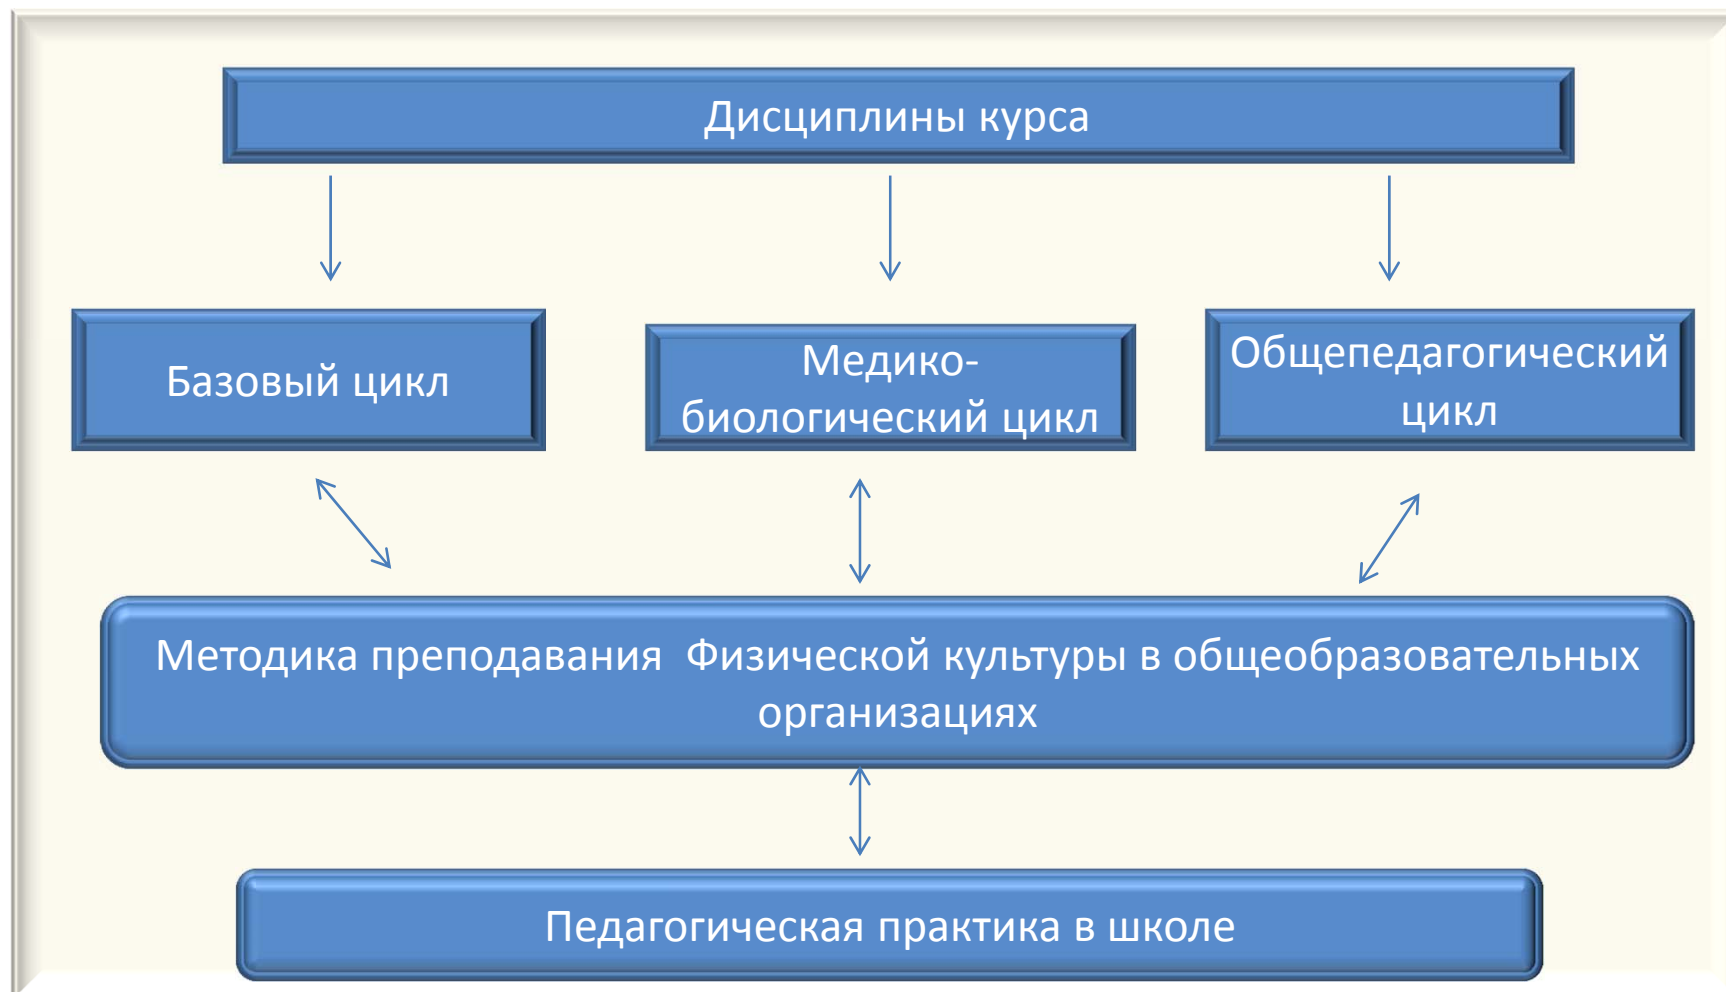 Дисциплины курса
Базовый цикл
Медико-
биологический цикл
Общепедагогический
цикл
Методика преподавания  Физической культуры в общеобразовательных
организациях
Педагогическая практика в школе